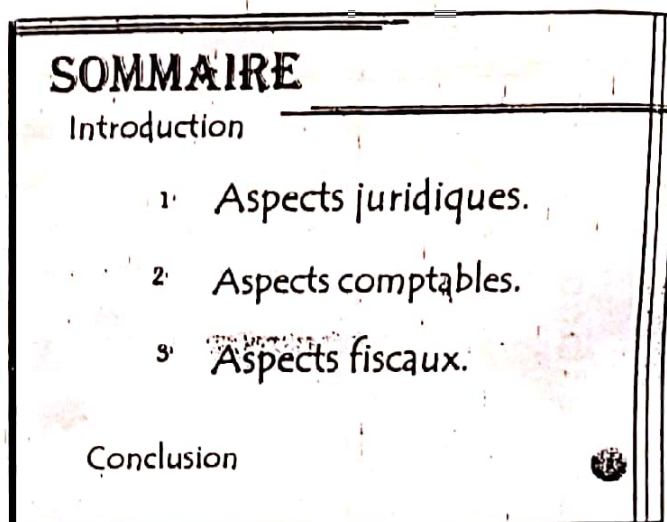 SOMMAIRE
Introduction
1. Aspects juridiques.
2. Aspects comptables.
3. Aspects fiscaux.
Conclusion